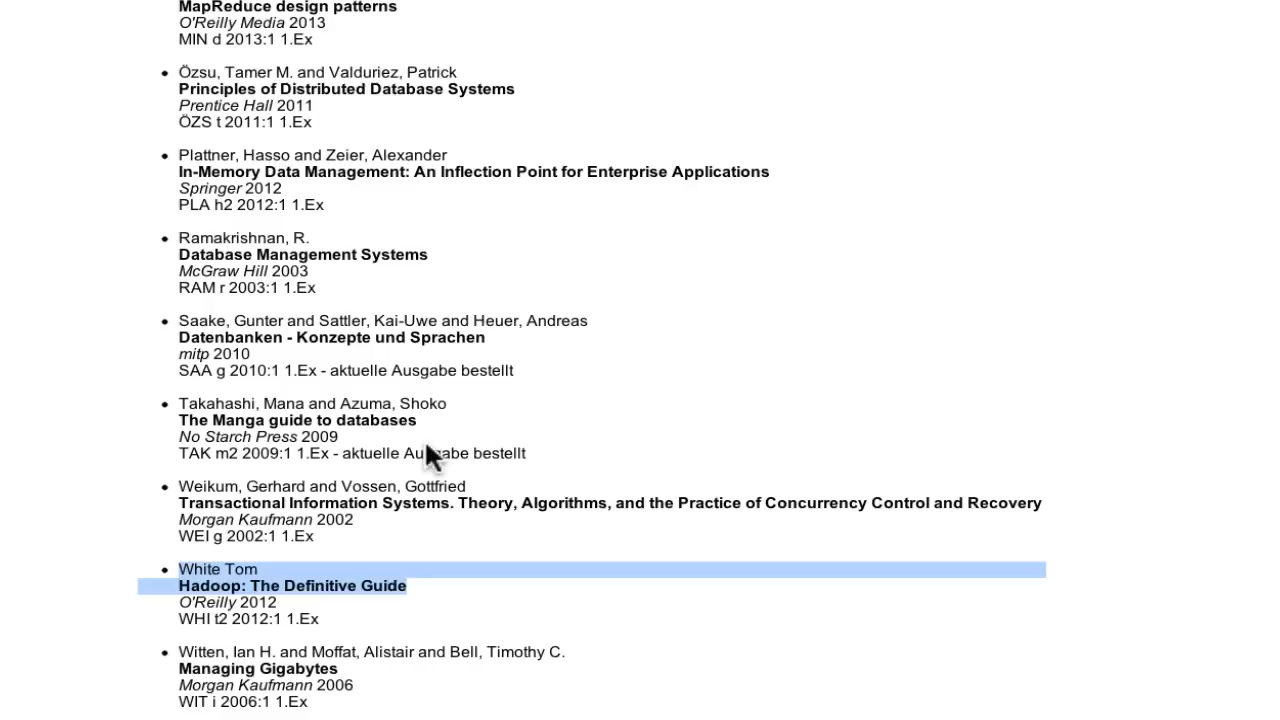 MapReduce design patterns
O'Reilly Media 2013
MIN d 2013:1 1.Ex
Özsu, Tamer M. and Valduriez, Patrick
Principles of Distributed Database Systems
Prentice Hall 2011
ÖZS t 2011:1 1.Ex
Plattner, Hasso and Zeier, Alexander
In-Memory Data Management: An Inflection Point for Enterprise Applications
Springer 2012
PLA h2 2012:1 1.Ex
Ramakrishnan, R.
Database Management Systems
McGraw Hill 2003
RAM r 2003:1 1.Ex
Saake, Gunter and Sattler, Kai-Uwe and Heuer, Andreas
Datenbanken - Konzepte und Sprachen
mitp 2010
SAA g 2010:1 1.Ex - aktuelle Ausgabe bestellt
Takahashi, Mana and Azuma, Shoko
The Manga guide to databases
No Starch Press 2009
TAK m2 2009:1 1.Ex - aktuelle Ausgabe bestellt
Weikum, Gerhard and Vossen, Gottfried
Transactional Information Systems. Theory, Algorithms, and the Practice of Concurrency Control and Recovery
Morgan Kaufmann 2002
WEI g 2002:1 1.Ex
White Tom
Hadoop: The Definitive Guide
O'Reilly 2012
WHI t2 2012:1 1.Ex
Witten, Ian H. and Moffat, Alistair and Bell, Timothy C.
Managing Gigabytes
Morgan Kaufmann 2006
WIT i 2006:1 1.Ex